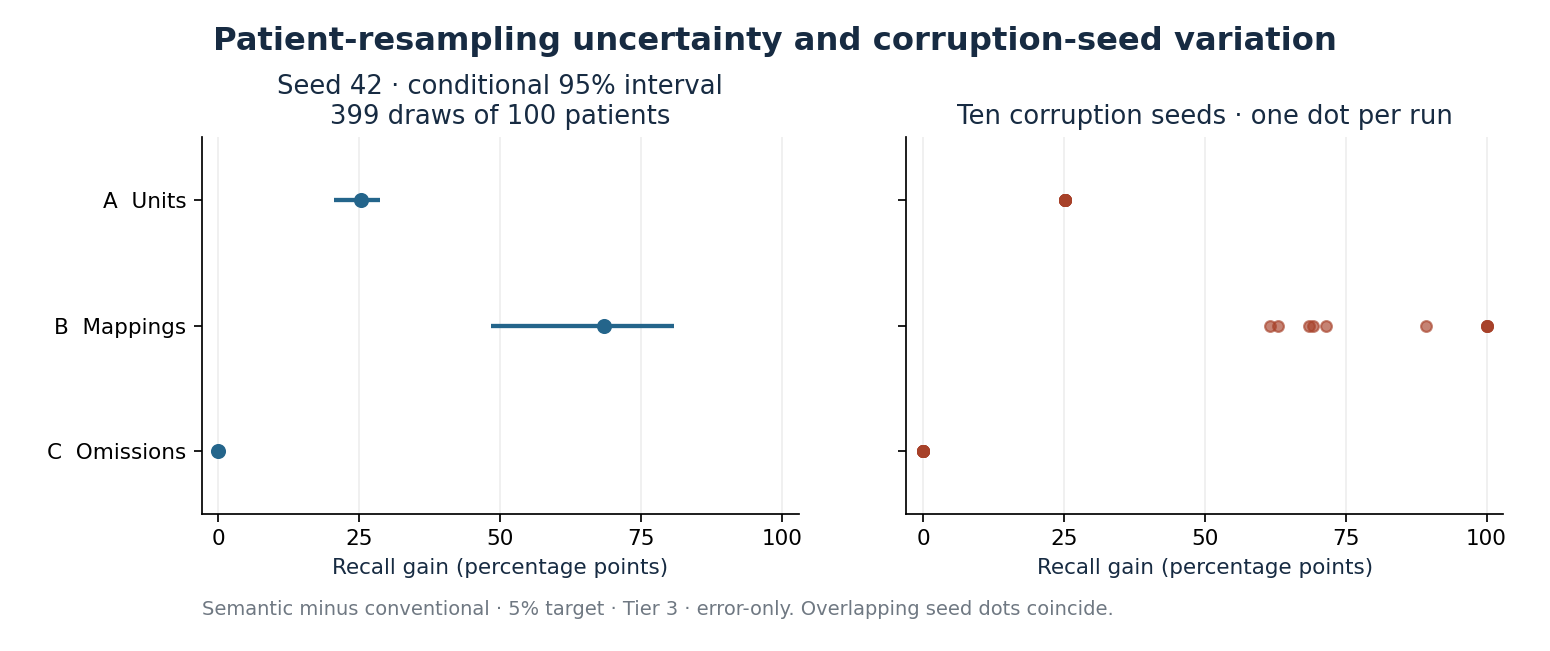 Patient-resampling uncertainty and corruption-seed variation
Seed 42 · conditional 95% interval
399 draws of 100 patients
A  Units
B  Mappings
C  Omissions
0 25 50 75 100
Recall gain (percentage points)
Ten corruption seeds · one dot per run
0 25 50 75 100
Recall gain (percentage points)
Semantic minus conventional · 5% target · Tier 3 · error-only. Overlapping seed dots coincide.